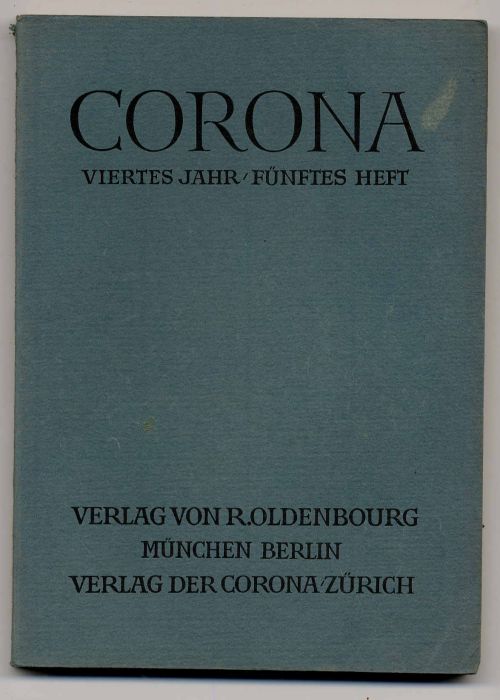 CORONA
VIERTES JAHR / FÜNFTES HEFT
VERLAG VON R. OLDENBOURG
MÜNCHEN BERLIN
VERLAG DER CORONA / ZÜRICH